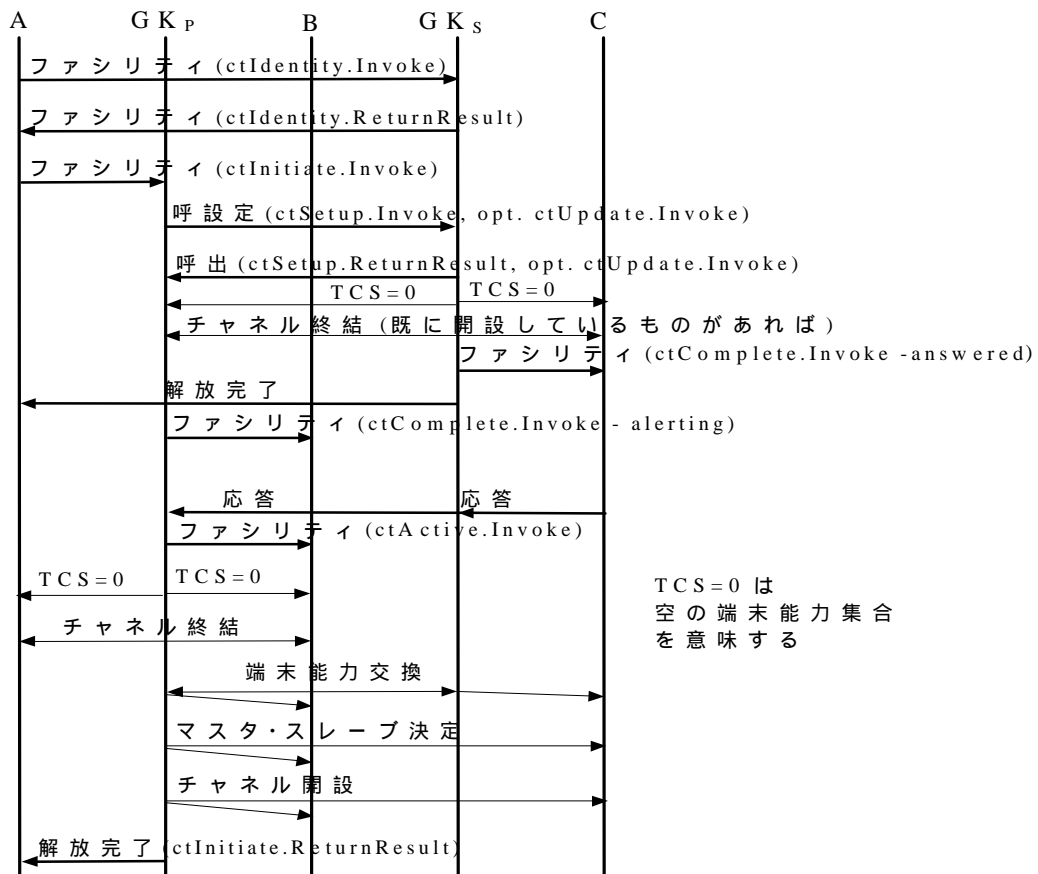 A GKP B GKS C
ファシリティ(ctIdentity.Invoke)
ファシリティ(ctIdentity.ReturnResult)
ファシリティ(ctInitiate.Invoke)
呼設定(ctSetup.Invoke, opt. ctUpdate.Invoke)
呼出(ctSetup.ReturnResult, opt. ctUpdate.Invoke)
TCS=0 TCS=0
チャネル終結(既に開設しているものがあれば)
ファシリティ(ctComplete.Invoke -answered)
解放完了
ファシリティ(ctComplete.Invoke - alerting)
応答 応答
ファシリティ(ctActive.Invoke)
TCS=0 TCS=0
TCS=0 は
空の端末能力集合
を意味する
チャネル終結
端末能力交換
マスタ・スレーブ決定
チャネル開設
解放完了(ctInitiate.ReturnResult)